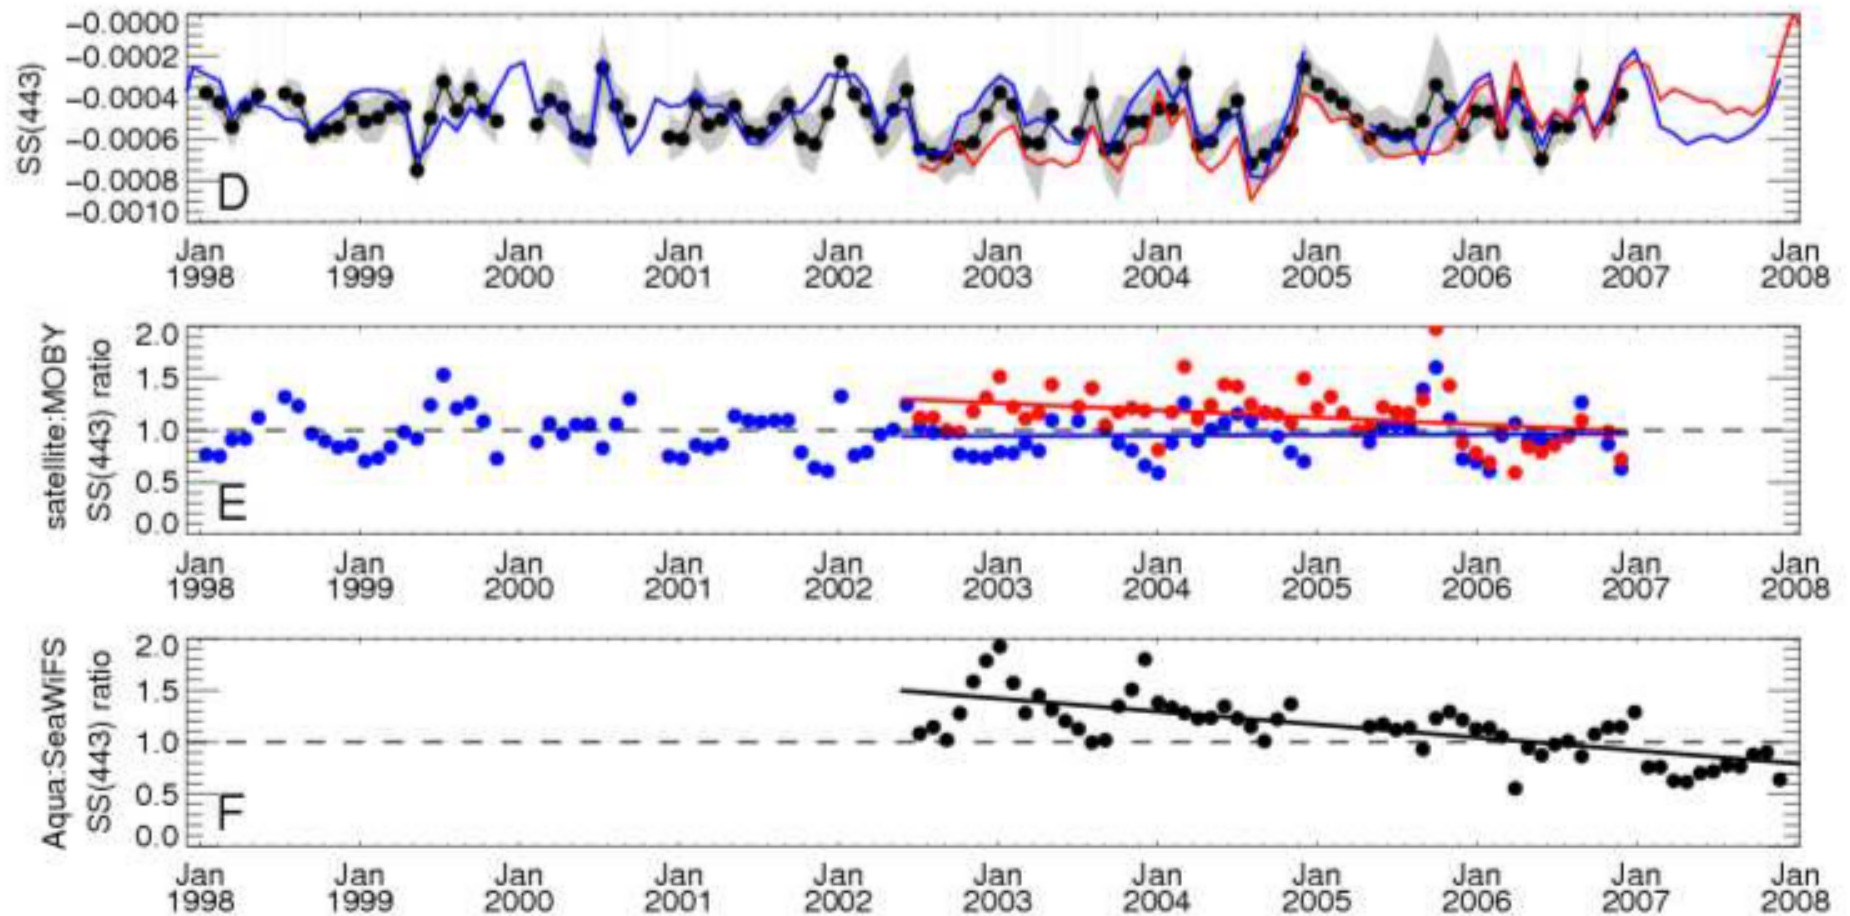 -0.0000
-0.0002
-0.0004
-0.0006
-0.0008
-0.0010
SS(443)
D
Jan Jan Jan Jan Jan Jan Jan Jan Jan Jan Jan
1998 1999 2000 2001 2002 2003 2004 2005 2006 2007 2008
satellite:MOBY
SS(443) ratio
2.0
1.5
1.0
0.5
0.0
E
Jan Jan Jan Jan Jan Jan Jan Jan Jan Jan Jan
1998 1999 2000 2001 2002 2003 2004 2005 2006 2007 2008
Aqua:SeaWiFS
SS(443) ratio
2.0
1.5
1.0
0.5
0.0
F
Jan Jan Jan Jan Jan Jan Jan Jan Jan Jan Jan
1998 1999 2000 2001 2002 2003 2004 2005 2006 2007 2008